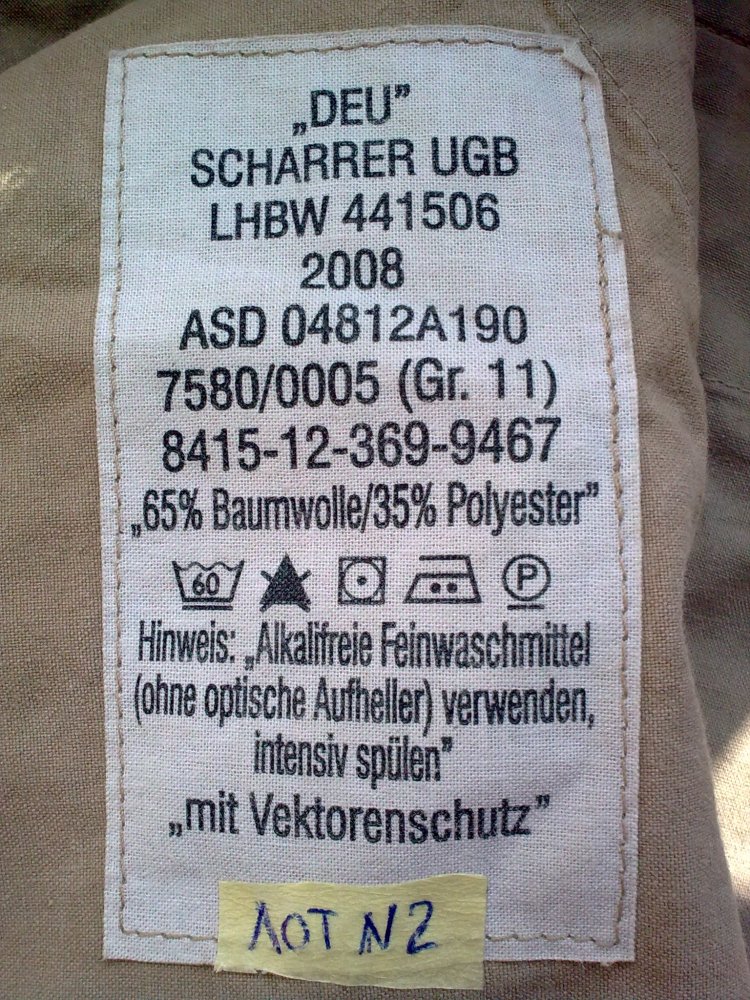 „DEU”
SCHARRER UGB
LHBW 441506
2008
ASD 04812A190
7580/0005 (Gr. 11)
8415-12-369-9467
„65% Baumwolle/35% Polyester”
60 P
Hinweis: „Alkalifreie Feinwaschmittel
(ohne optische Aufheller) verwenden,
intensiv spülen”
„mit Vektorenschutz”
ЛОТ N2